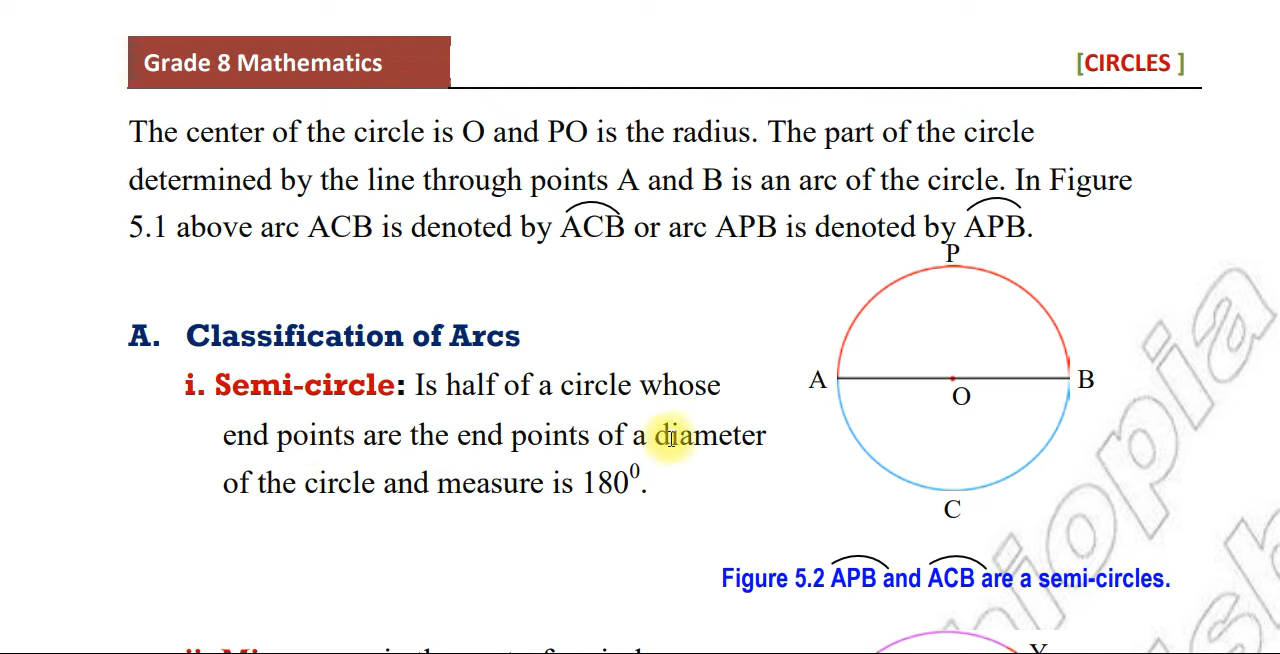 Grade 8 Mathematics
[CIRCLES ]
The center of the circle is O and PO is the radius. The part of the circle
determined by the line through points A and B is an arc of the circle. In Figure
5.1 above arc ACB is denoted by ACB or arc APB is denoted by APB.
P
A. Classification of Arcs
i. Semi-circle: Is half of a circle whose
A
B
O
end points are the end points of a diameter
of the circle and measure is 180⁰.
C
Figure 5.2 APB and ACB are a semi-circles.
Y